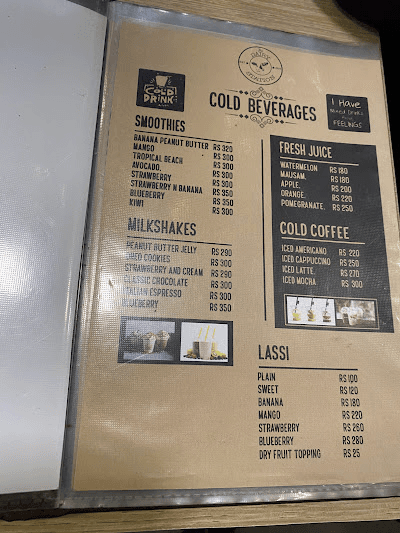 COLD
DRINK
COLD BEVERAGES
I Have
Mixed Drinks
FEELINGS
SMOOTHIES
BANANA PEANUT BUTTER RS 320
MANGO RS 300
TROPICAL BEACH RS 300
AVOCADO. RS 300
STRAWBERRY RS 300
STRAWBERRY N BANANA RS 350
BLUEBERRY RS 350
KIWI RS 300
MILKSHAKES
PEANUT BUTTER JELLY RS 290
OREO COOKIES RS 300
STRAWBERRY AND CREAM RS 290
CLASSIC CHOCOLATE RS 300
ITALIAN ESPRESSO RS 300
BLUEBERRY RS 350
FRESH JUICE
WATERMELON RS 180
MAUSAM. RS 180
APPLE. RS 200
ORANGE. RS 220
POMEGRANATE. RS 250
COLD COFFEE
ICED AMERICANO RS 220
ICED CAPPUCCINO RS 250
ICED LATTE. RS 270
ICED MOCHA RS 300
LASSI
PLAIN RS 100
SWEET RS 120
BANANA RS 180
MANGO RS 220
STRAWBERRY RS 260
BLUEBERRY RS 280
DRY FRUIT TOPPING RS 25